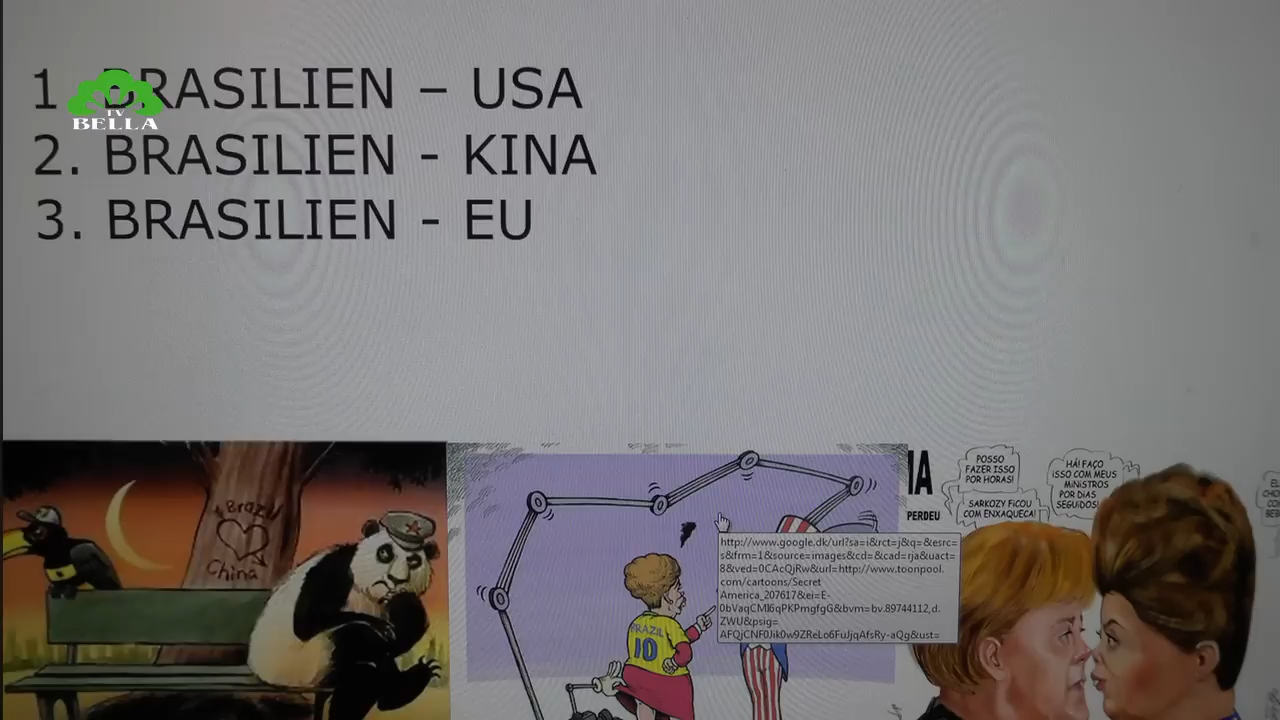 1. BRASILIEN – USA
TV
BELLA
2. BRASILIEN - KINA
3. BRASILIEN - EU
Brazil
China
BRAZIL
10
http://www.google.dk/url?sa=i&rct=j&q=&esrc=
s&frm=1&source=images&cd=&cad=rja&uact=
8&ved=0CAcQjRw&url=http://www.toonpool.
com/cartoons/Secret
America_207617&ei=E-
0bVaqCMl6qPKPmgfgG&bvm=bv.89744112,d.
ZWU&psig=
AFQjCNF0Jik0w9ZReLo6FuJjqAfsRy-aQg&ust=
IA
PERDEU
POSSO
FAZER ISSO
POR HORAS!
SARKOZY FICOU
COM ENXAQUECA!
HÁ! FAÇO
ISSO COM MEUS
MINISTROS
POR DIAS
SEGUIDOS!